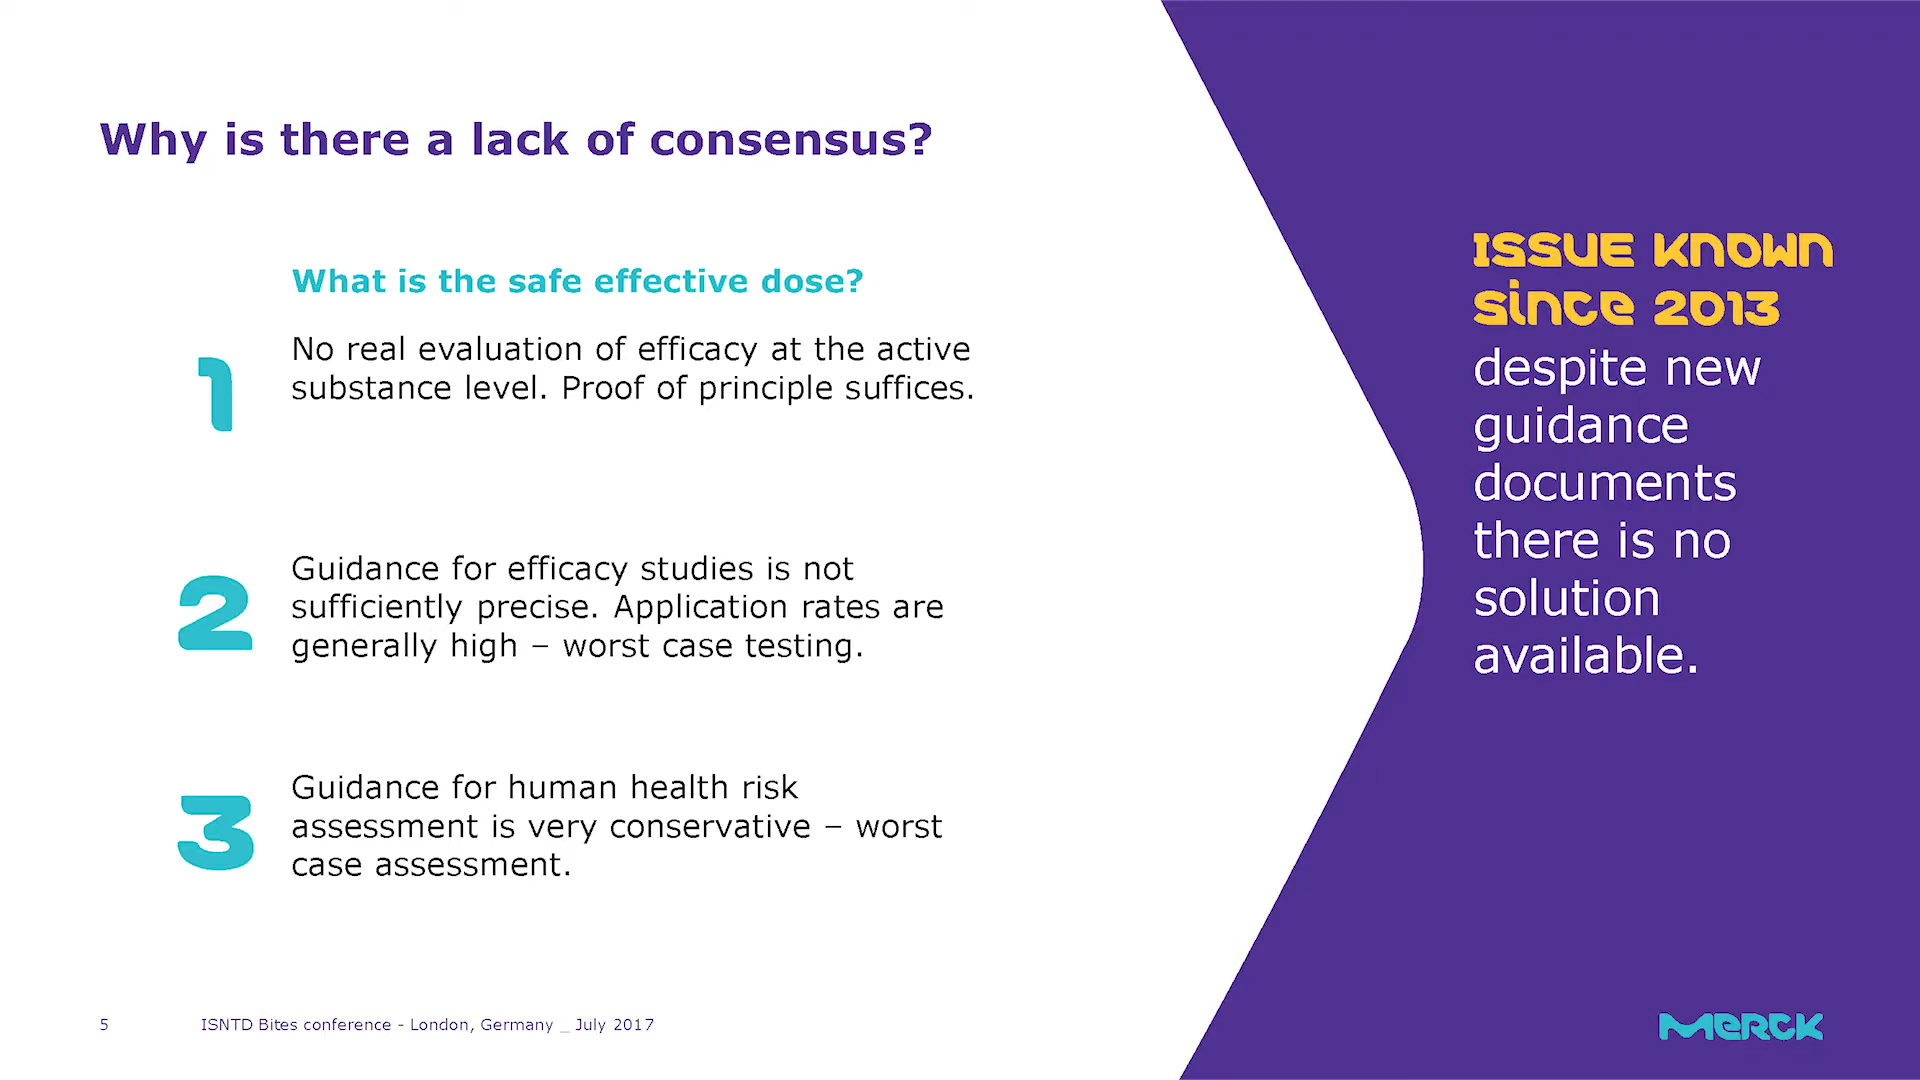 Why is there a lack of consensus?
What is the safe effective dose?
1
No real evaluation of efficacy at the active
substance level. Proof of principle suffices.
2
Guidance for efficacy studies is not
sufficiently precise. Application rates are
generally high – worst case testing.
3
Guidance for human health risk
assessment is very conservative – worst
case assessment.
Issue known
since 2013
despite new
guidance
documents
there is no
solution
available.
5
ISNTD Bites conference - London, Germany _ July 2017
Merck